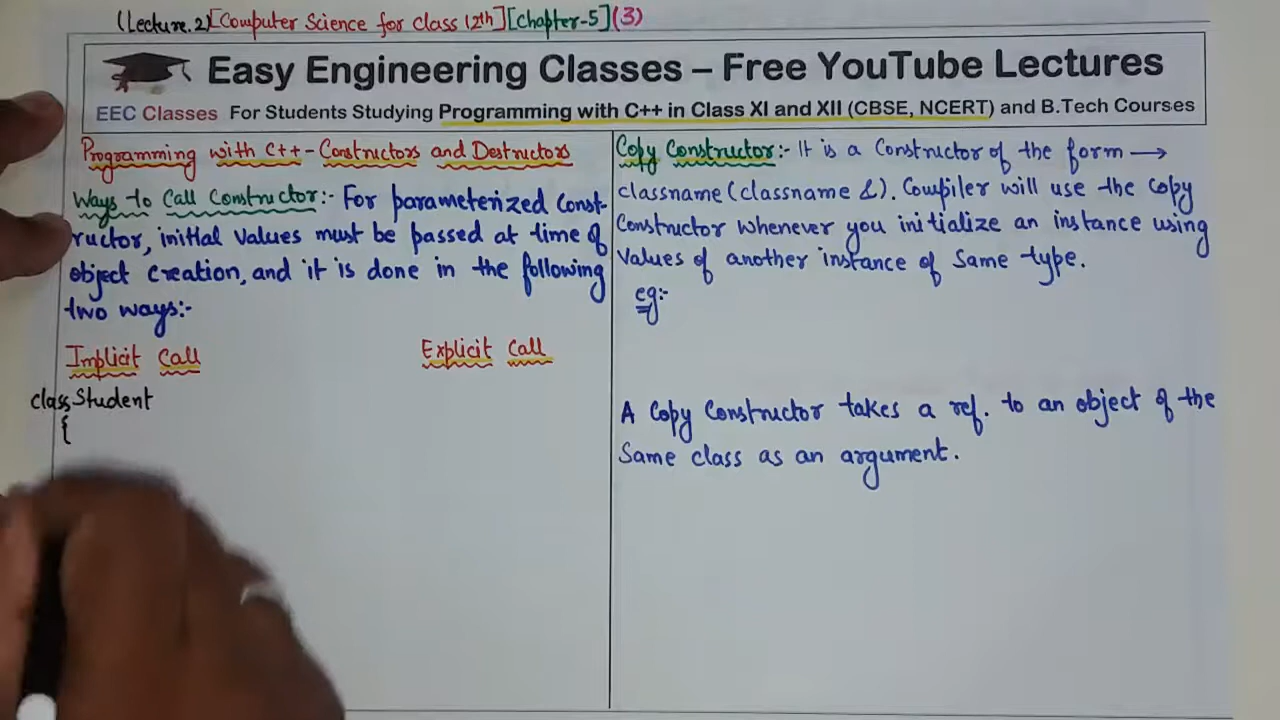 (Lecture.2)[Computer Science for Class 12th][Chapter-5](3)
Easy Engineering Classes – Free YouTube Lectures
EEC Classes For Students Studying Programming with C++ in Class XI and XII (CBSE, NCERT) and B.Tech Courses
Programming with C++ - Constructors and Destructors
Ways to Call Constructor:- For parameterized Const-
ructor, initial values must be passed at time of
object creation, and it is done in the following
two ways:-
Implicit Call
Explicit Call
class Student
{
Copy Constructor:- It is a Constructor of the form →
classname(classname &). Compiler will use the Copy
Constructor whenever you initialize an instance using
Values of another instance of Same type.
eg:-
A Copy Constructor takes a ref. to an object of the
Same class as an argument.